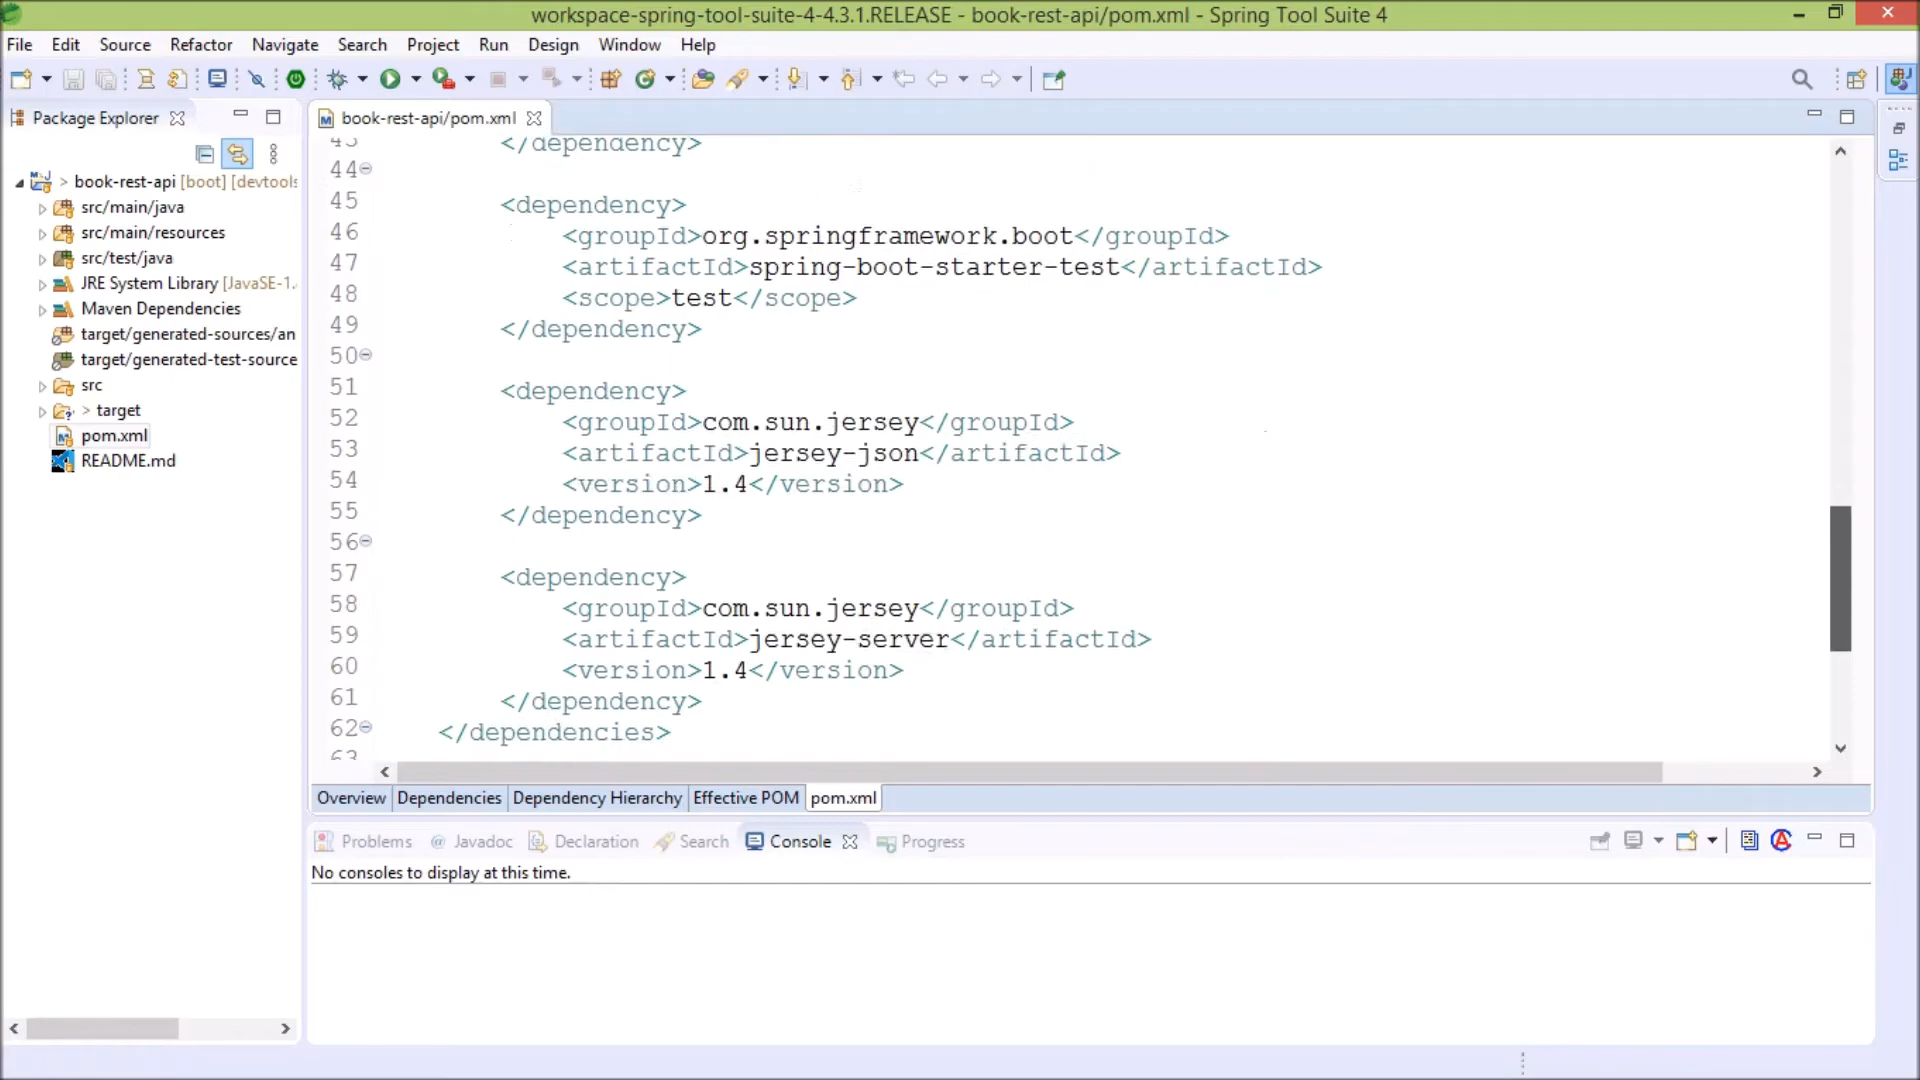 workspace-spring-tool-suite-4-4.3.1.RELEASE - book-rest-api/pom.xml - Spring Tool Suite 4
File Edit Source Refactor Navigate Search Project Run Design Window Help
Package Explorer
book-rest-api/pom.xml
> book-rest-api [boot] [devtools
src/main/java
src/main/resources
src/test/java
JRE System Library [JavaSE-1.
Maven Dependencies
target/generated-sources/an
target/generated-test-source
src
> target
pom.xml
README.md
43 </dependency>
44
45 <dependency>
46 <groupId>org.springframework.boot</groupId>
47 <artifactId>spring-boot-starter-test</artifactId>
48 <scope>test</scope>
49 </dependency>
50
51 <dependency>
52 <groupId>com.sun.jersey</groupId>
53 <artifactId>jersey-json</artifactId>
54 <version>1.4</version>
55 </dependency>
56
57 <dependency>
58 <groupId>com.sun.jersey</groupId>
59 <artifactId>jersey-server</artifactId>
60 <version>1.4</version>
61 </dependency>
62 </dependencies>
63
Overview Dependencies Dependency Hierarchy Effective POM pom.xml
Problems @ Javadoc Declaration Search Console Progress
No consoles to display at this time.